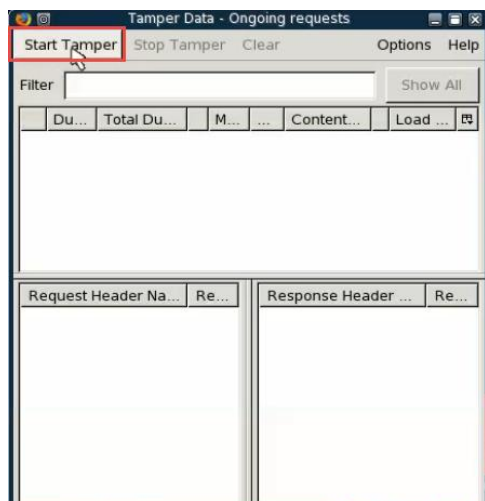 Tamper Data - Ongoing requests
Start Tamper Stop Tamper Clear Options Help
Filter Show All
Du... Total Du... M... ... Content... Load ...
Request Header Na... Re... Response Header ... Re...